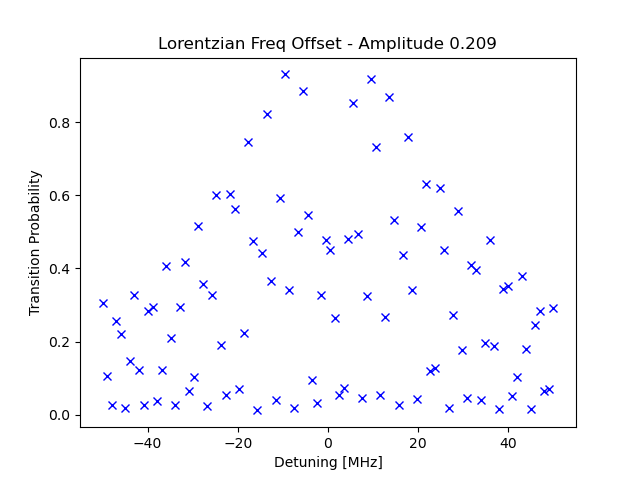 Lorentzian Freq Offset - Amplitude 0.209
Transition Probability
0.8
0.6
0.4
0.2
0.0
−40 −20 0 20 40
Detuning [MHz]